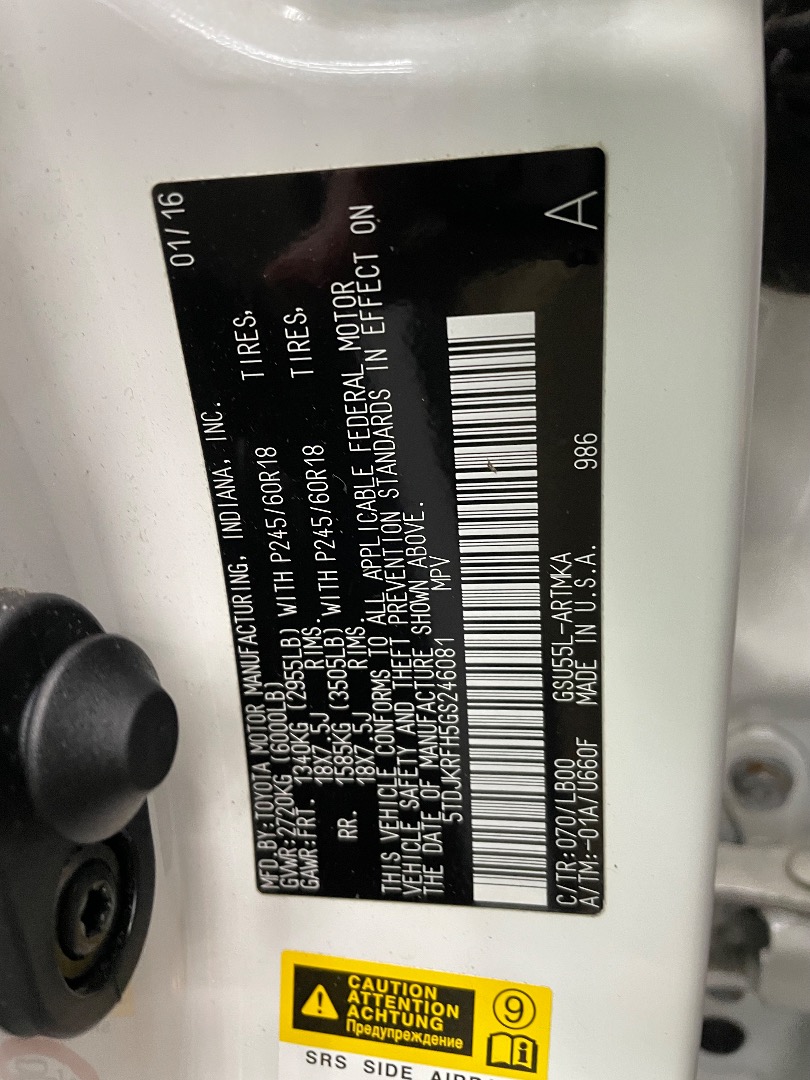 MFD.BY:TOYOTA MOTOR MANUFACTURING, INDIANA, INC. 01/16
GVWR:2720KG (6000LB)
GAWR:FRT. 1340KG (2955LB) WITH P245/60R18 TIRES,
18X7.5J RIMS.
RR. 1585KG (3505LB) WITH P245/60R18 TIRES,
18X7.5J RIMS.
THIS VEHICLE CONFORMS TO ALL APPLICABLE FEDERAL MOTOR
VEHICLE SAFETY AND THEFT PREVENTION STANDARDS IN EFFECT ON
THE DATE OF MANUFACTURE SHOWN ABOVE.
5TDJKRFH5GS246081 MPV
C/TR:070/LB00 GSU55L-ARTMKA
A/TM:-01A/U660F MADE IN U.S.A. 986 A
CAUTION
ATTENTION
ACHTUNG
Предупреждение
9
i
SRS SIDE